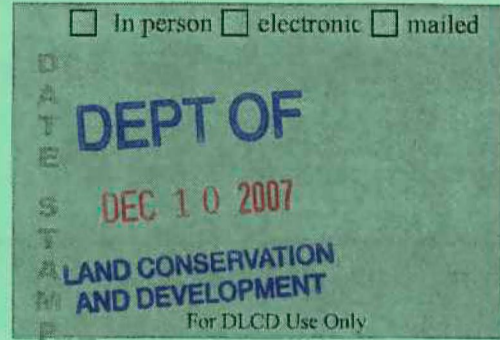 ☐ In person ☐ electronic ☐ mailed
DATE STAMP
DEPT OF
DEC 10 2007
LAND CONSERVATION
AND DEVELOPMENT
For DLCD Use Only